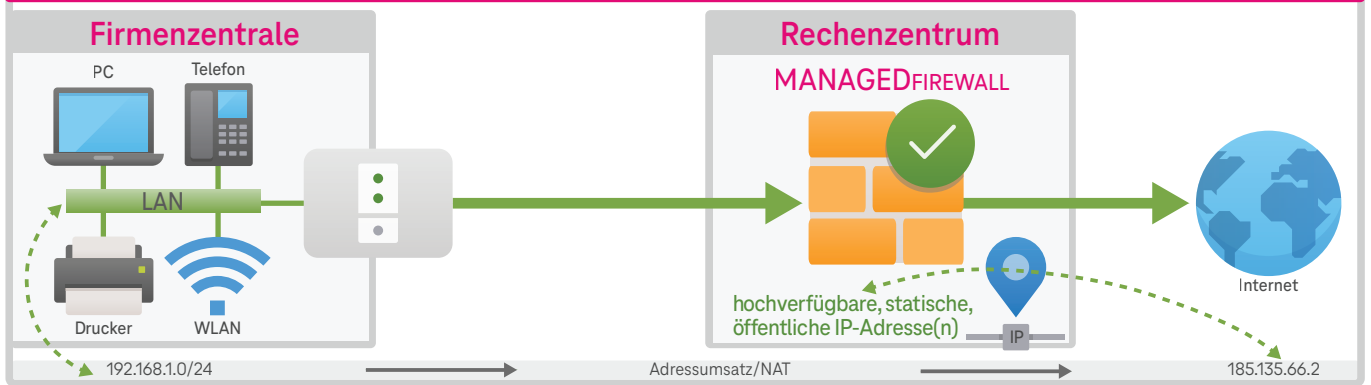 Firmenzentrale
PC
Telefon
LAN
Drucker
WLAN
Rechenzentrum
MANAGEDFIREWALL
hochverfügbare, statische,
öffentliche IP-Adresse(n)
IP
Internet
192.168.1.0/24
Adressumsatz/NAT
185.135.66.2